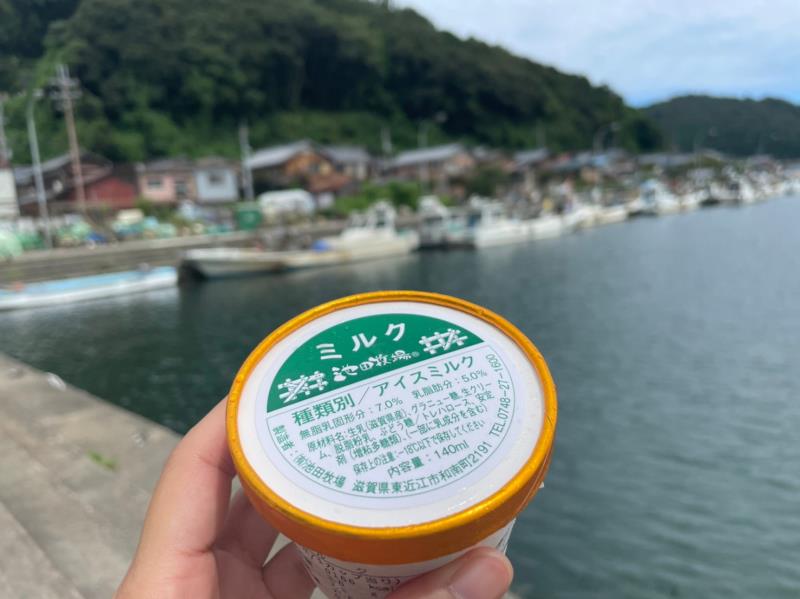 ミルク
池田牧場®
種類別/アイスミルク
無脂乳固形分:7.0% 乳脂肪分:5.0%
原材料名:生乳(滋賀県産)、グラニュー糖、生クリー
ム、脱脂粉乳、ぶどう糖/トレハロース、安定
剤(増粘多糖類)、(一部に乳成分を含む)
保存上の注意:-18℃以下で保存してください
内容量:140ml
製造者:㈲池田牧場 滋賀県東近江市和南町2191 TEL0748-27-1600